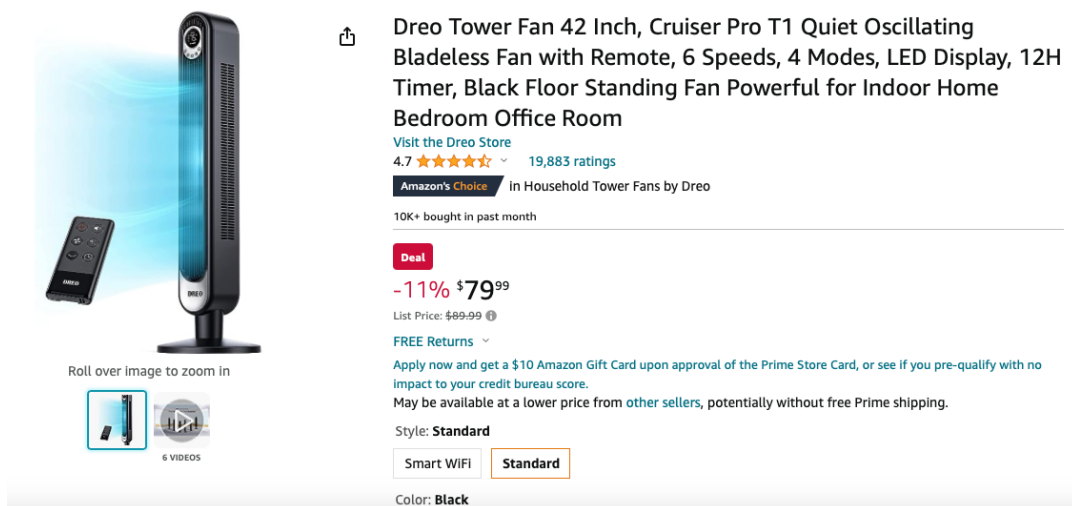 Dreo Tower Fan 42 Inch, Cruiser Pro T1 Quiet Oscillating
Bladeless Fan with Remote, 6 Speeds, 4 Modes, LED Display, 12H
Timer, Black Floor Standing Fan Powerful for Indoor Home
Bedroom Office Room
Visit the Dreo Store
4.7 19,883 ratings
Amazon's Choice in Household Tower Fans by Dreo
10K+ bought in past month
Deal
-11% $79.99
List Price: $89.99
FREE Returns
Apply now and get a $10 Amazon Gift Card upon approval of the Prime Store Card, or see if you pre-qualify with no
impact to your credit bureau score.
May be available at a lower price from other sellers, potentially without free Prime shipping.
Style: Standard
Smart WiFi Standard
Color: Black
DREO
DREO
Roll over image to zoom in
6 VIDEOS